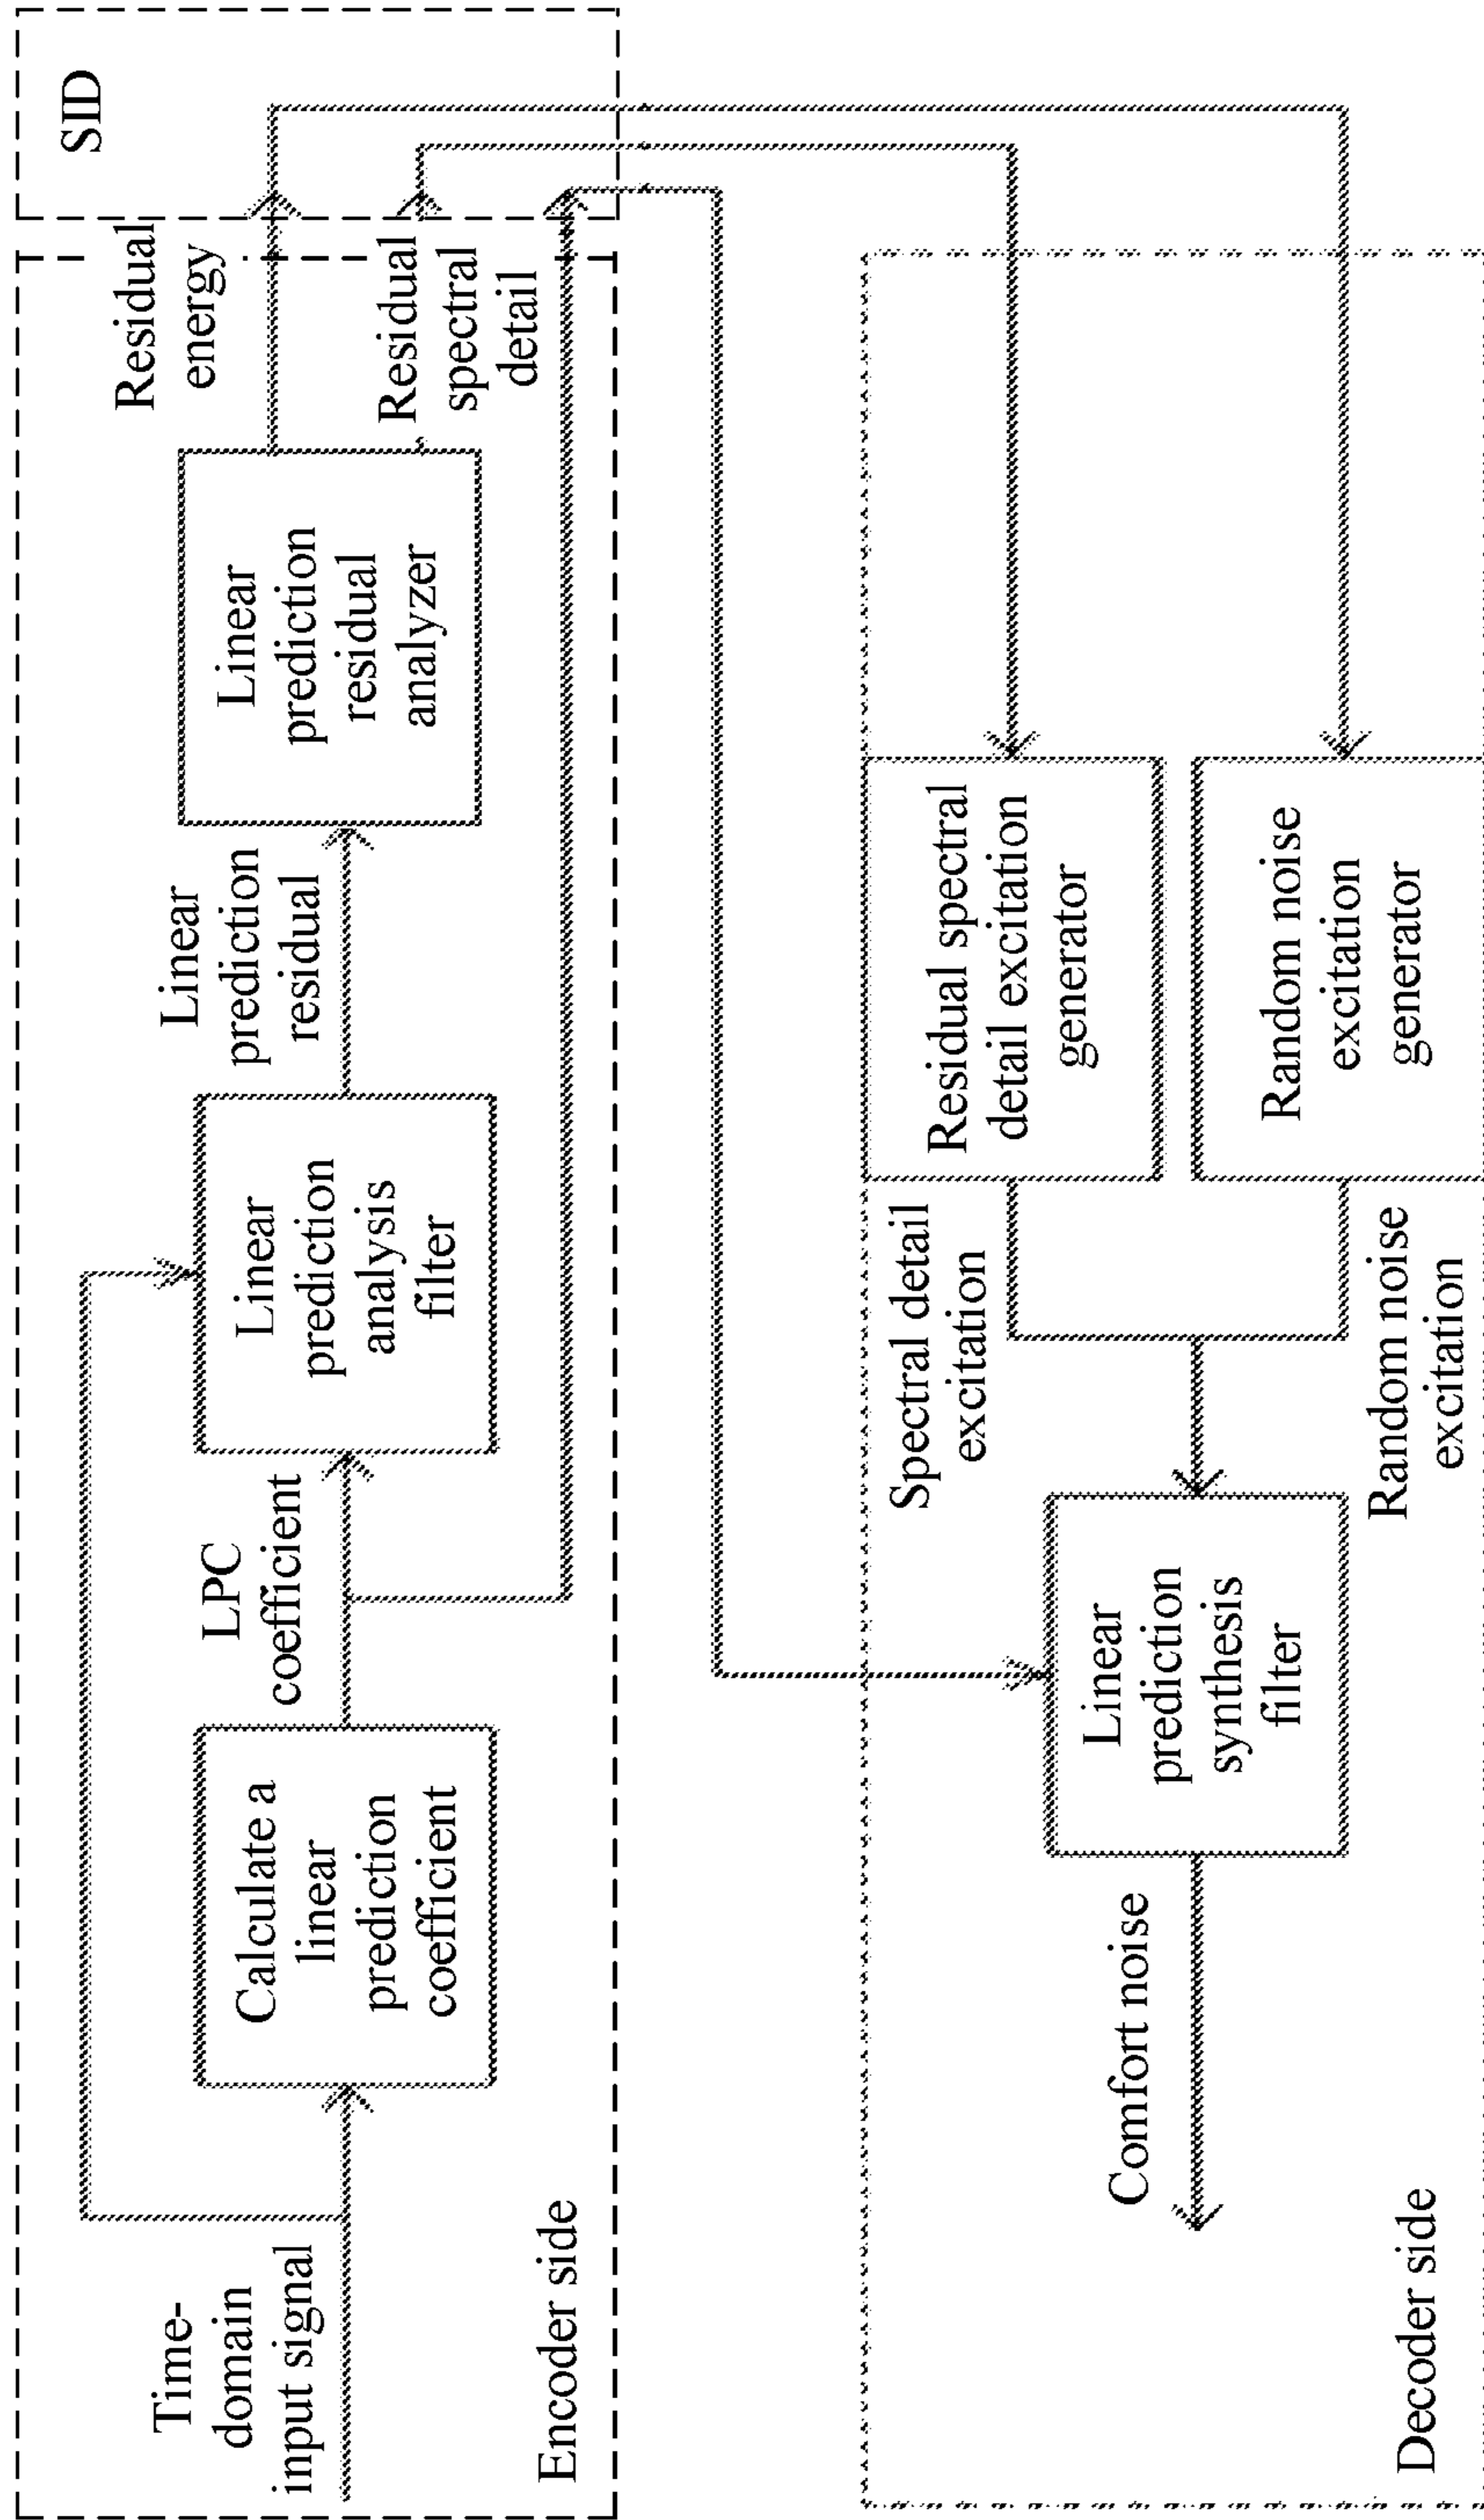 Time-
domain
input signal
Calculate a
linear
prediction
coefficient
LPC
coefficient
Linear
prediction
analysis
filter
Linear
prediction
residual
Linear
prediction
residual
analyzer
Residual
energy
Residual
spectral
detail
SID
Encoder side
Residual spectral
detail excitation
generator
Random noise
excitation
generator
Spectral detail
excitation
Random noise
excitation
Linear
prediction
synthesis
filter
Comfort noise
Decoder side